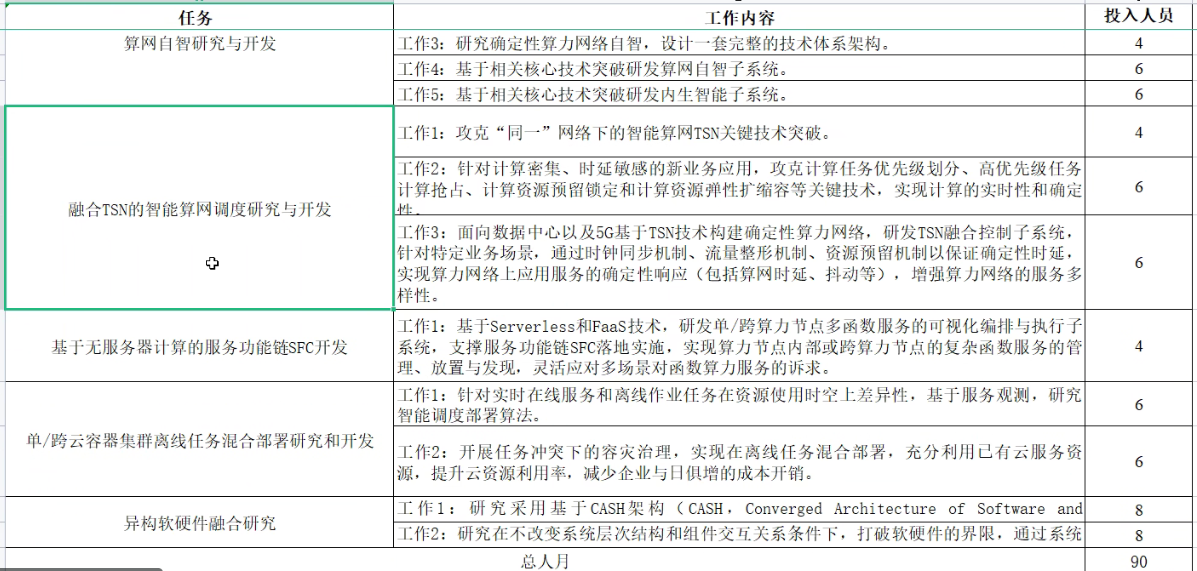 任务 工作内容 投入人员
算网自智研究与开发
工作3：研究确定性算力网络自智，设计一套完整的技术体系架构。 4
工作4：基于相关核心技术突破研发算网自智子系统。 6
工作5：基于相关核心技术突破研发内生智能子系统。 6
融合TSN的智能算网调度研究与开发
工作1：攻克“同一”网络下的智能算网TSN关键技术突破。 4
工作2：针对计算密集、时延敏感的新业务应用，攻克计算任务优先级划分、高优先级任务
计算抢占、计算资源预留锁定和计算资源弹性扩缩容等关键技术，实现计算的实时性和确定
性。
6
工作3：面向数据中心以及5G基于TSN技术构建确定性算力网络，研发TSN融合控制子系统，
针对特定业务场景，通过时钟同步机制、流量整形机制、资源预留机制以保证确定性时延，
实现算力网络上应用服务的确定性响应（包括算网时延、抖动等），增强算力网络的服务多
样性。
6
基于无服务器计算的服务功能链SFC开发
工作1：基于Serverless和FaaS技术，研发单/跨算力节点多函数服务的可视化编排与执行子
系统，支撑服务功能链SFC落地实施，实现算力节点内部或跨算力节点的复杂函数服务的管
理、放置与发现，灵活应对多场景对函数算力服务的诉求。
4
单/跨云容器集群离线任务混合部署研究和开发
工作1：针对实时在线服务和离线作业任务在资源使用时空上差异性，基于服务观测，研究
智能调度部署算法。
6
工作2：开展任务冲突下的容灾治理，实现在离线任务混合部署，充分利用已有云服务资
源，提升云资源利用率，减少企业与日俱增的成本开销。
6
异构软硬件融合研究
工作1：研究采用基于CASH架构（CASH，Converged Architecture of Software and
8
工作2：研究在不改变系统层次结构和组件交互关系条件下，打破软硬件的界限，通过系统
8
总人月 90